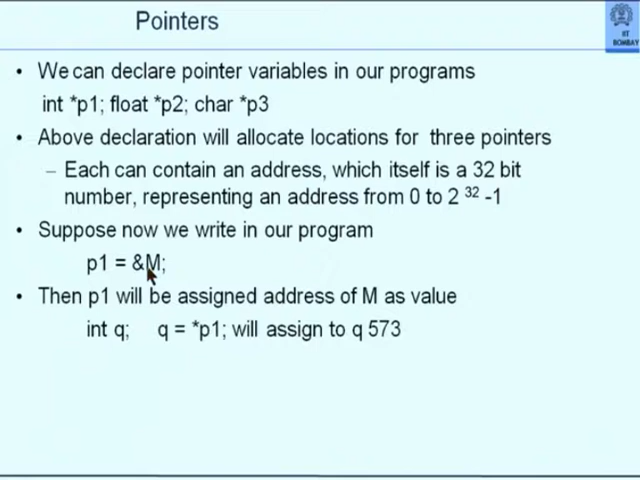 Pointers
IIT
BOMBAY
• We can declare pointer variables in our programs
int *p1; float *p2; char *p3
• Above declaration will allocate locations for three pointers
– Each can contain an address, which itself is a 32 bit
number, representing an address from 0 to 2 32 -1
• Suppose now we write in our program
p1 = &M;
• Then p1 will be assigned address of M as value
int q; q = *p1; will assign to q 573